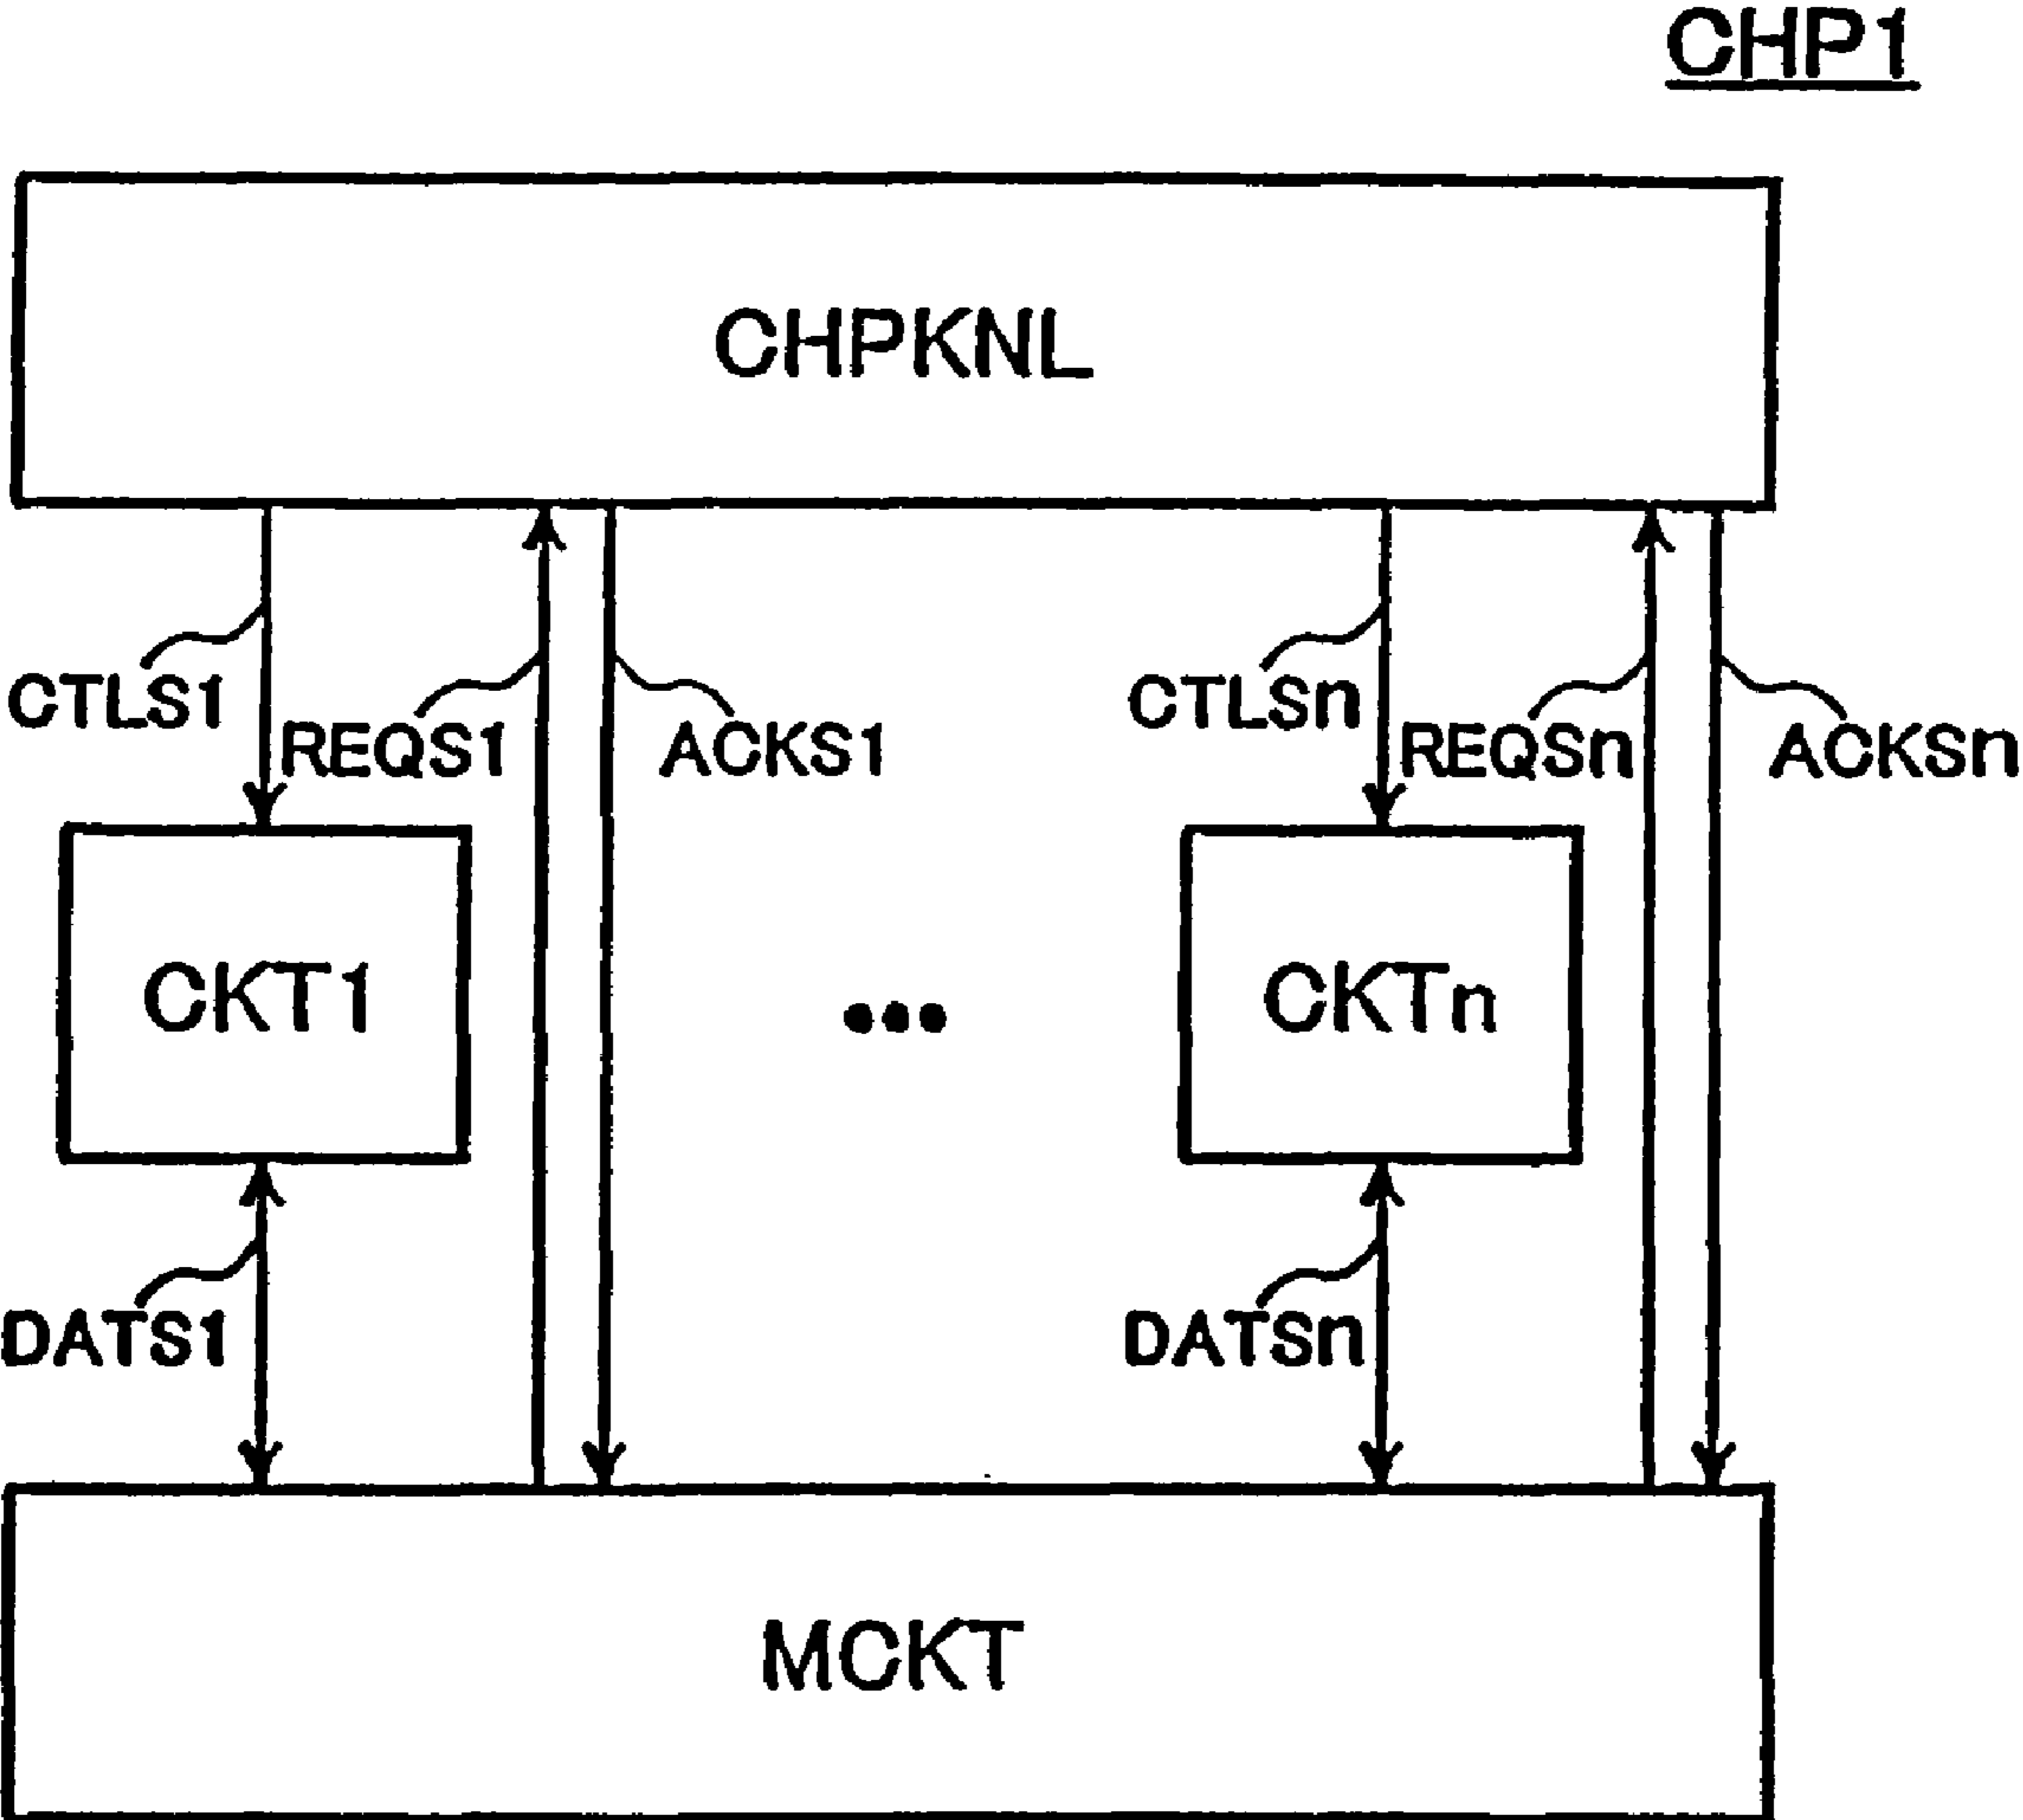 CHP1
CHPKNL
CTLS1
REQS1
ACKS1
CTLSn
REQSn
ACKSn
CKT1
•••
CKTn
DATS1
DATSn
MCKT